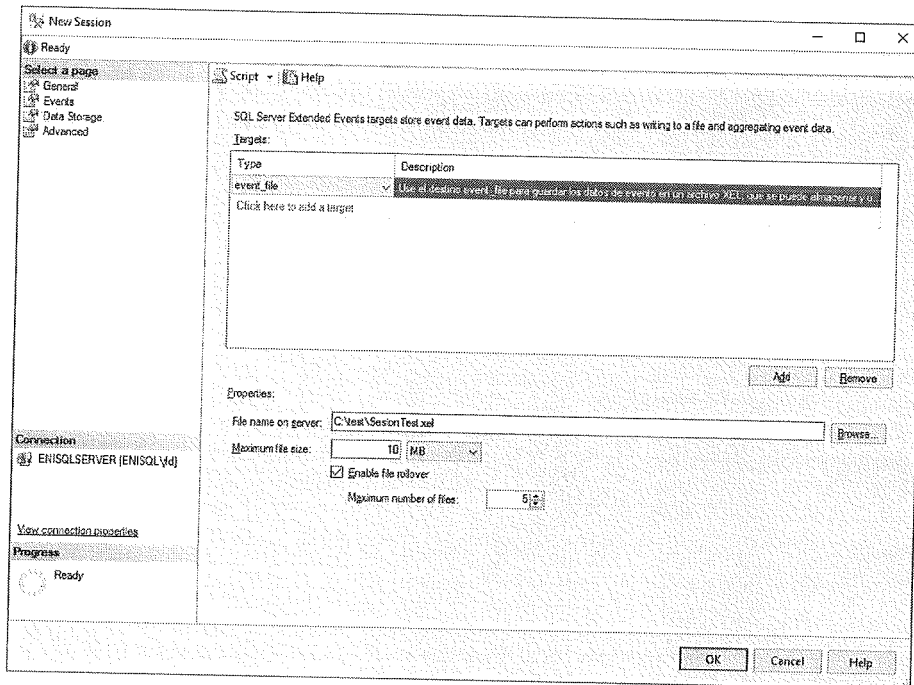 New Session
Ready
Select a page
General
Events
Data Storage
Advanced
Script Help
SQL Server Extended Events targets store event data. Targets can perform actions such as writing to a file and aggregating event data.
Targets:
Type Description
event_file Use el destino event_file para guardar los datos de evento en un archivo XEL, que se puede almacenar y u
Click here to add a target
Add Remove
Properties:
File name on server: C:\test\SesionTest.xel Browse...
Maximum file size: 10 MB
Enable file rollover
Maximum number of files: 5
Connection
ENISQLSERVER
View connection properties
Progress
Ready
OK Cancel Help